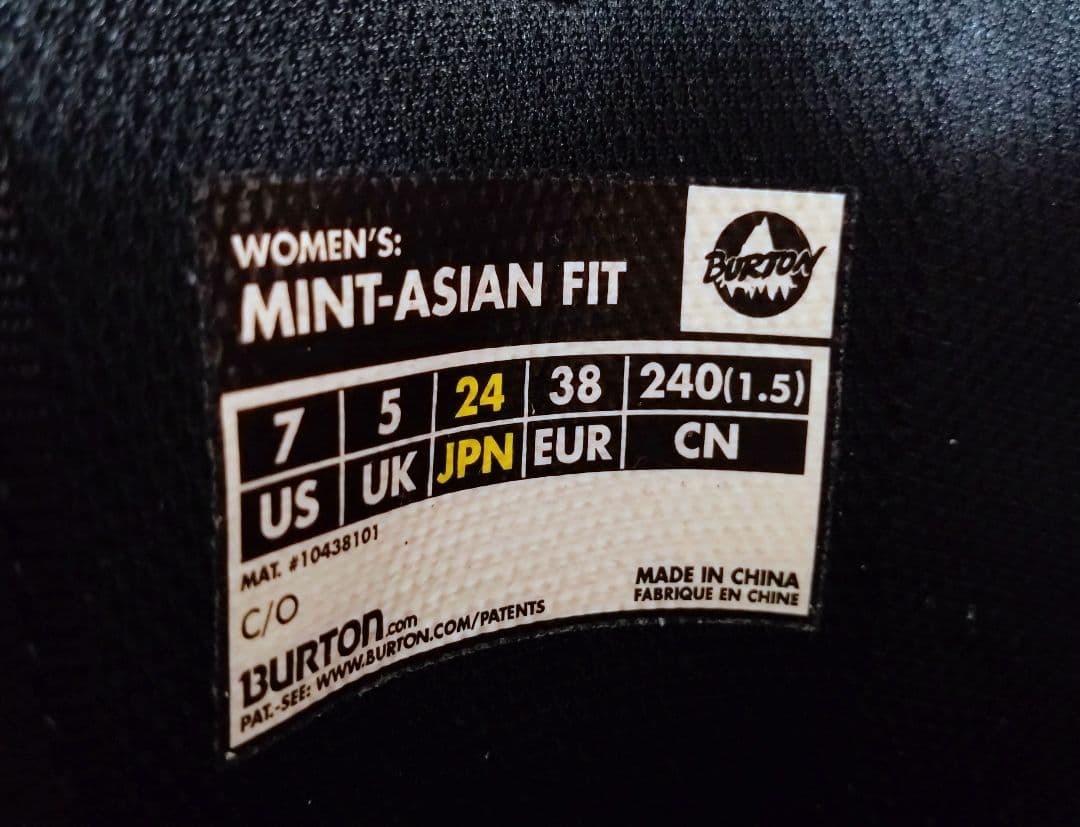 WOMEN'S:
MINT-ASIAN FIT
BURTON
7 5 24 38 240(1.5)
US UK JPN EUR CN
MAT. #10438101
C/O
BURTON.com
PAT.-SEE: WWW.BURTON.COM/PATENTS
MADE IN CHINA
FABRIQUE EN CHINE